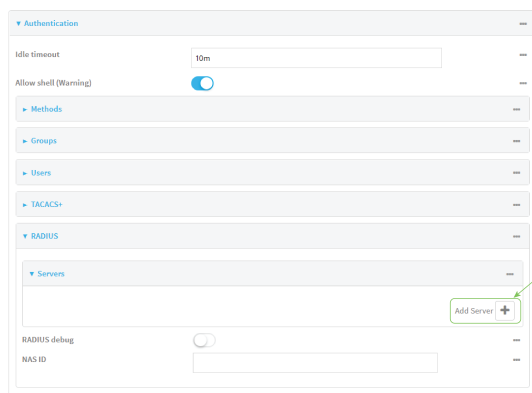 Authentication
Idle timeout
10m
Allow shell (Warning)
Methods
Groups
Users
TACACS+
RADIUS
Servers
Add Server
RADIUS debug
NAS ID